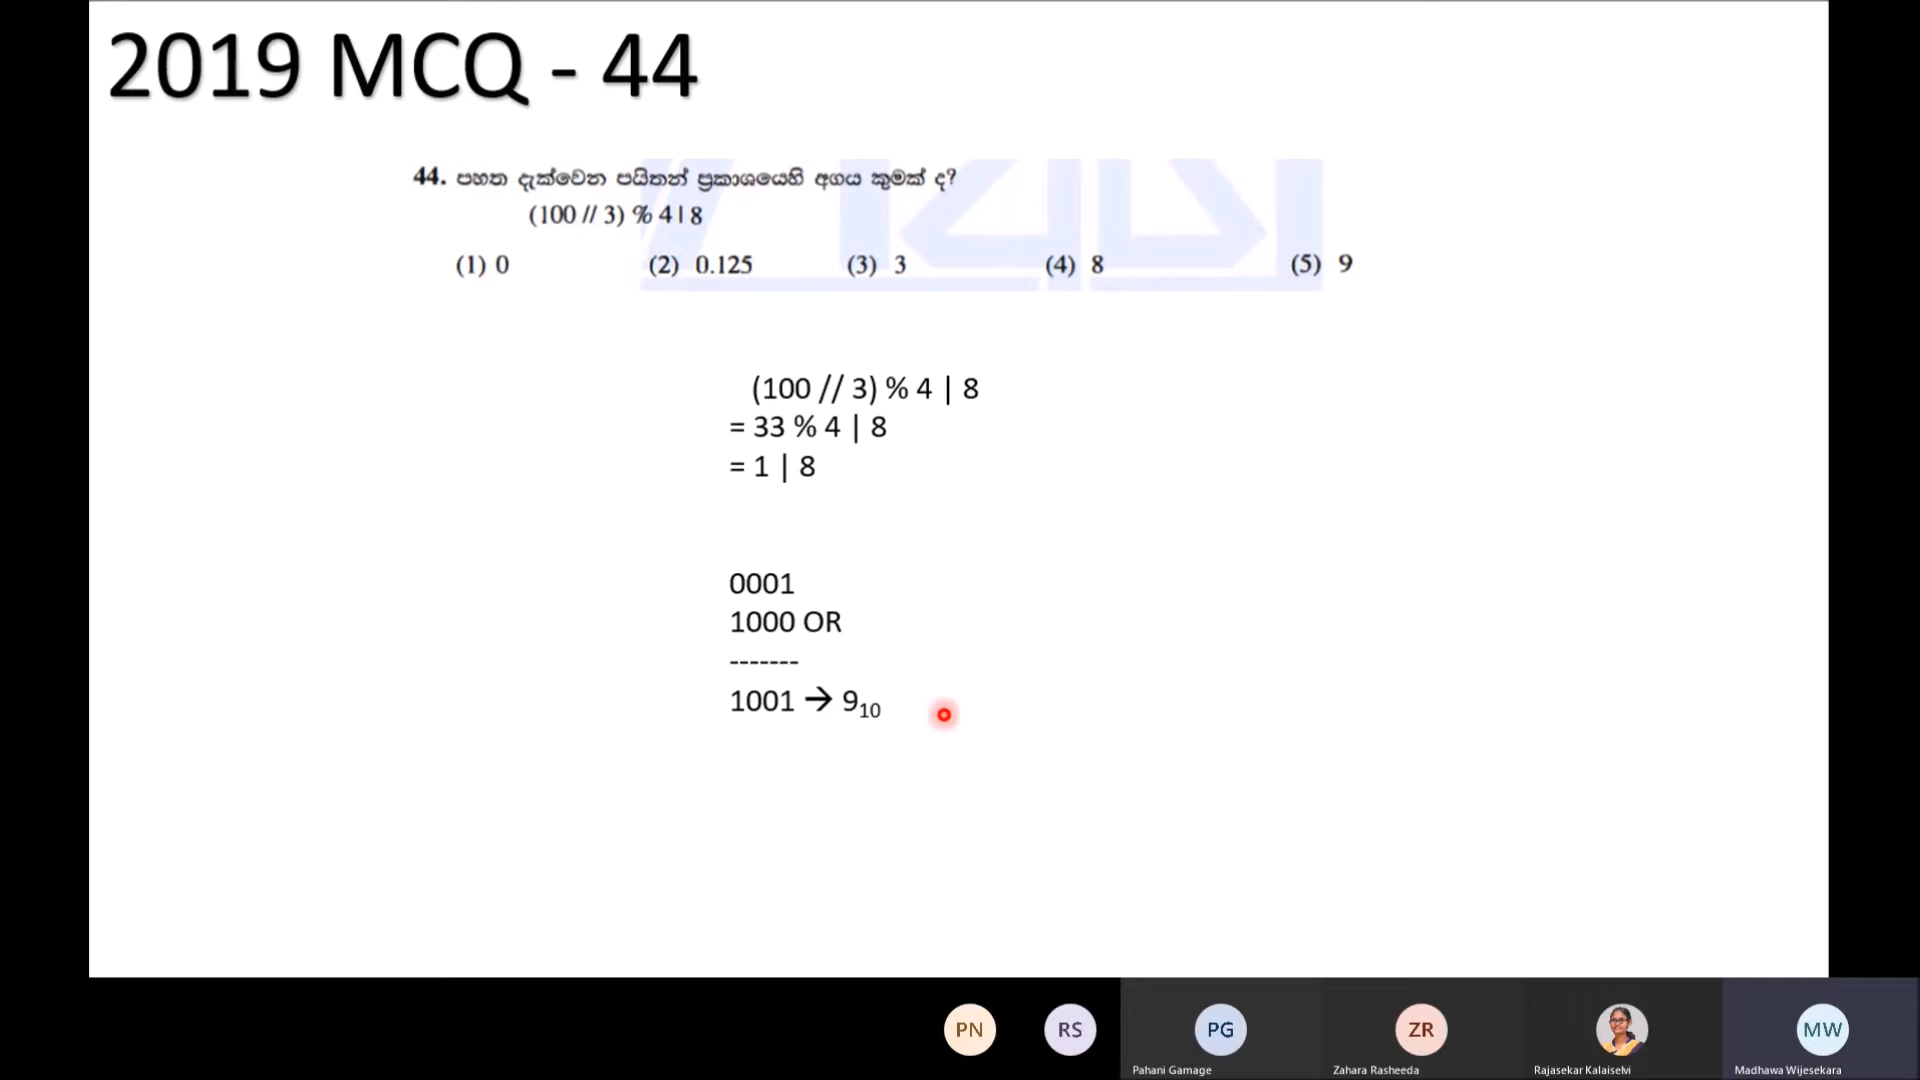 2019 MCQ - 44
44. පහත දැක්වෙන පයිතන් ප්‍රකාශයෙහි අගය කුමක් ද?
(100 // 3) % 4 | 8
(1) 0 (2) 0.125 (3) 3 (4) 8 (5) 9
(100 // 3) % 4 | 8
= 33 % 4 | 8
= 1 | 8
0001
1000 OR
-------
1001 → 9₁₀
PN RS PG ZR MW
Pahani Gamage Zahara Rasheeda Rajasekar Kalaiselvi Madhawa Wijesekara